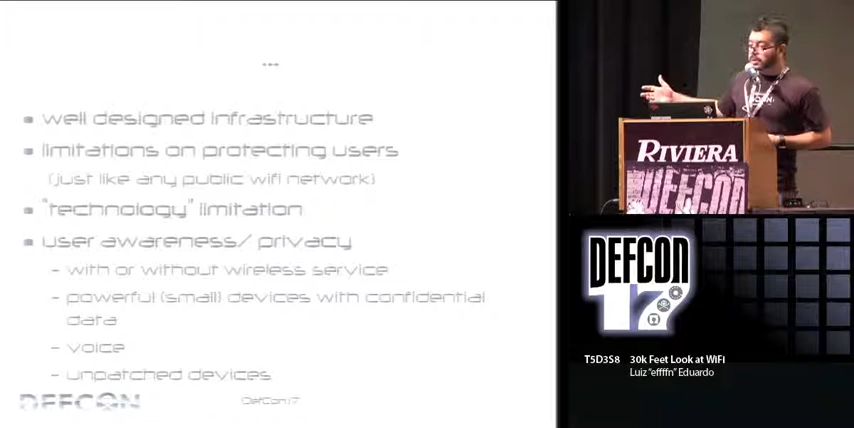 ...
well designed infrastructure
limitations on protecting users
(just like any public wifi network)
"technology" limitation
user awareness/ privacy
– with or without wireless service
– powerful (small) devices with confidential
data
– voice
– unpatched devices
DEFCON
DefCon 17
RIVIERA
DEFCON
DEFCON
17
T5D3S8 30k Feet Look at WiFi
Luiz "effffn" Eduardo